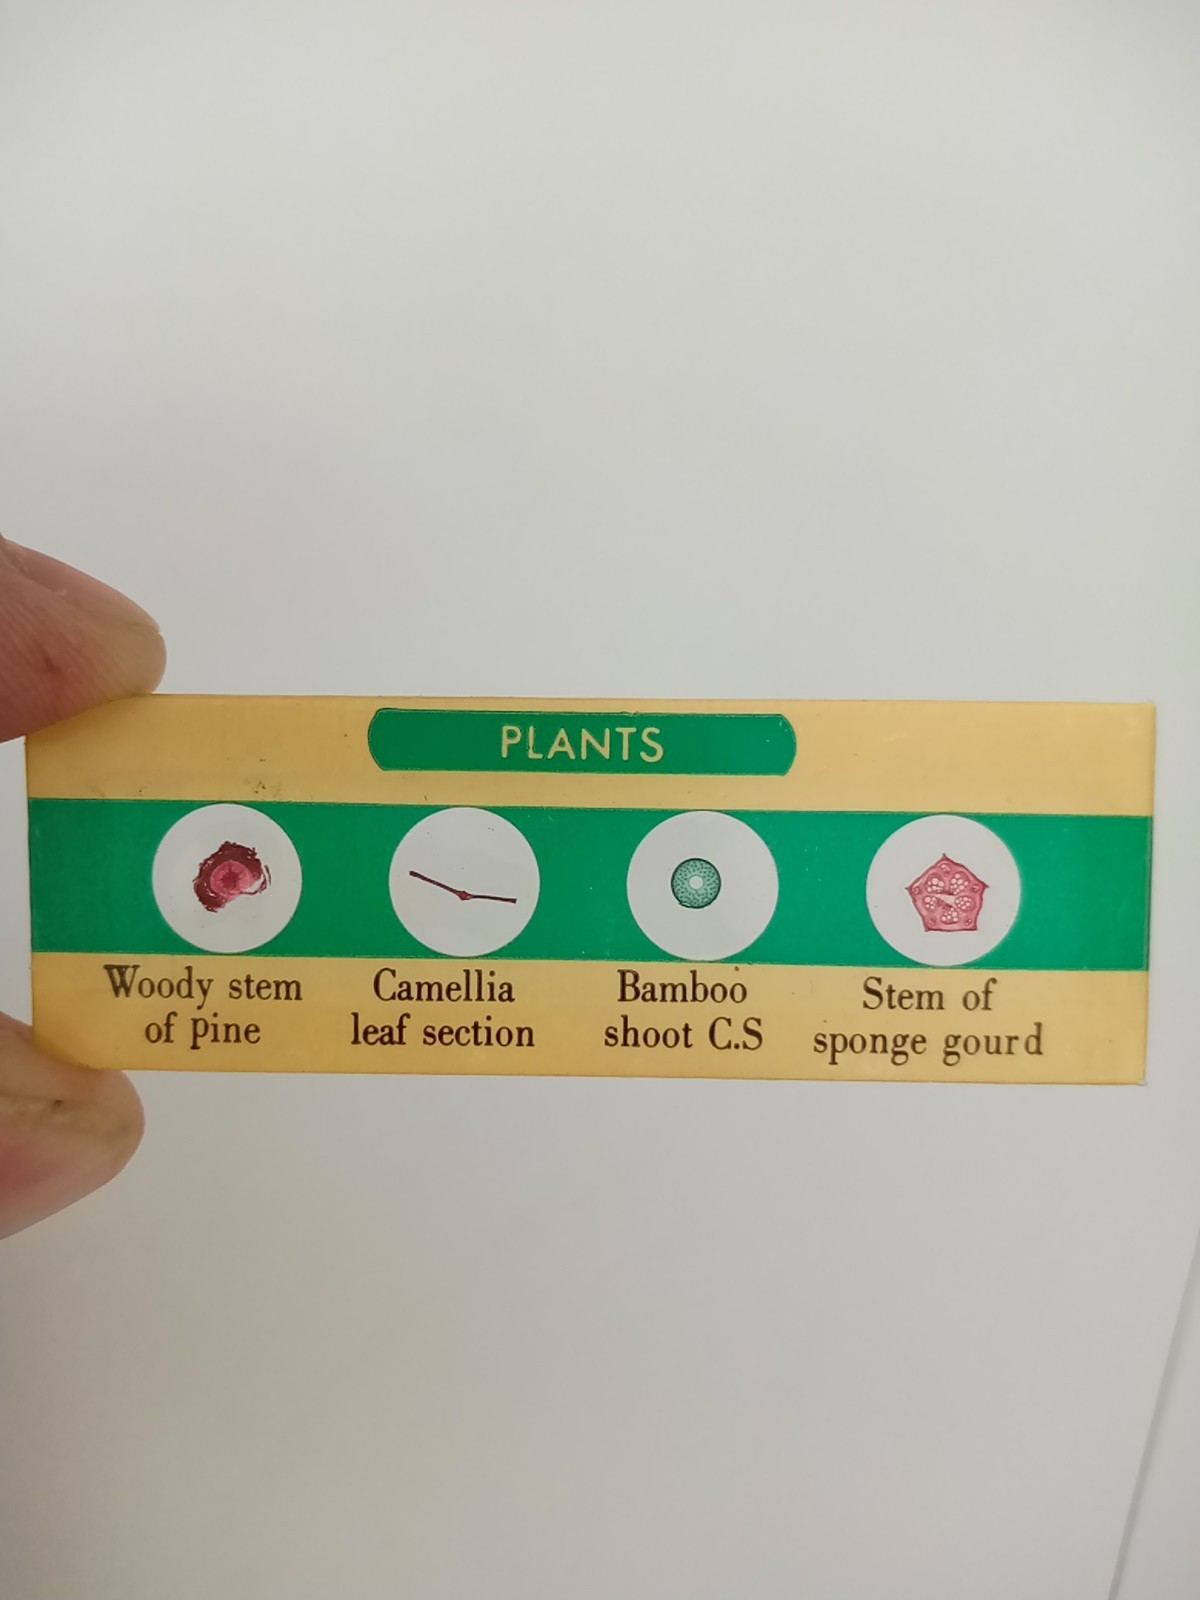 PLANTS
Woody stem
of pine
Camellia
leaf section
Bamboo
shoot C.S
Stem of
sponge gourd